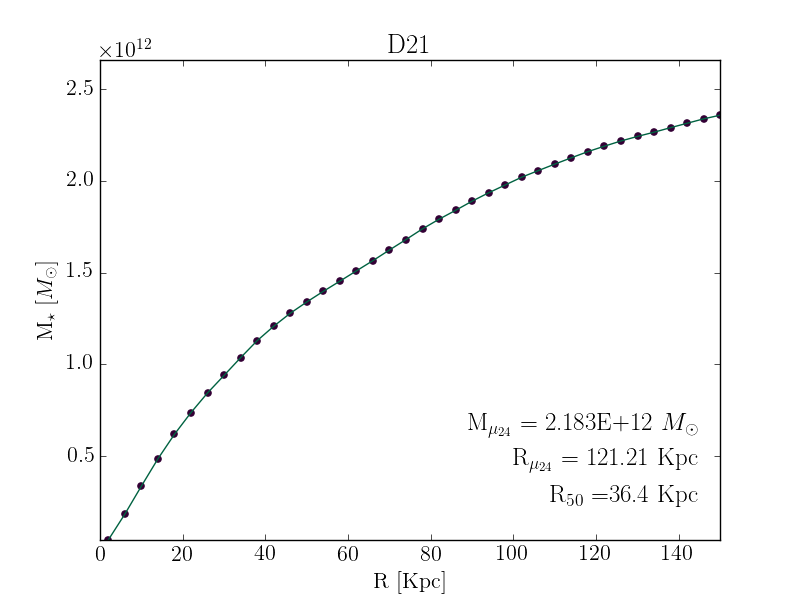 D21
×10¹²
2.5
2.0
1.5
1.0
0.5
M⋆ [M⊙]
M_μ₂₄ = 2.183E+12 M⊙
R_μ₂₄ = 121.21 Kpc
R₅₀ =36.4 Kpc
0 20 40 60 80 100 120 140
R [Kpc]